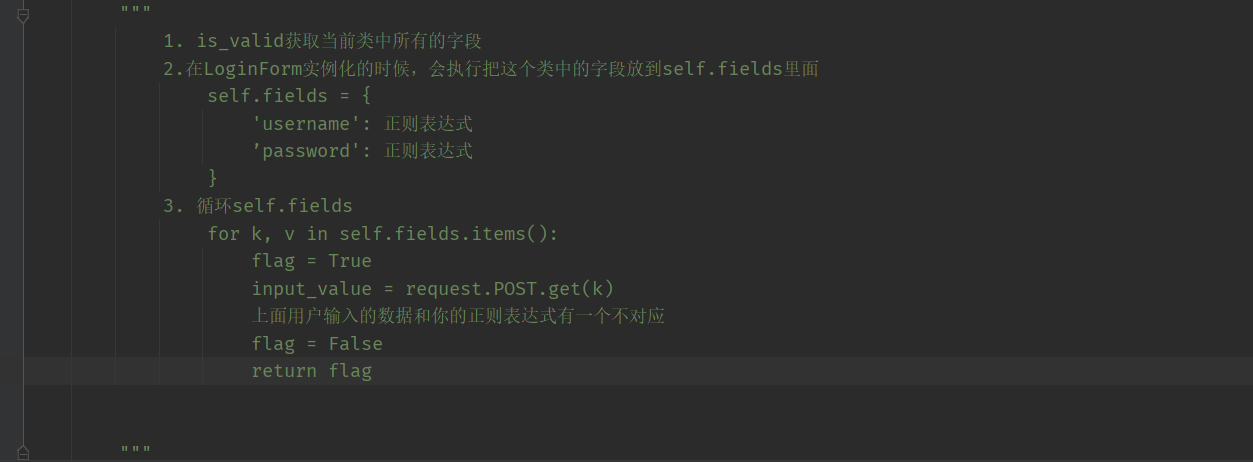 """
1. is_valid获取当前类中所有的字段
2.在LoginForm实例化的时候，会执行把这个类中的字段放到self.fields里面
self.fields = {
'username': 正则表达式
’password': 正则表达式
}
3. 循环self.fields
for k, v in self.fields.items():
flag = True
input_value = request.POST.get(k)
上面用户输入的数据和你的正则表达式有一个不对应
flag = False
return flag
"""